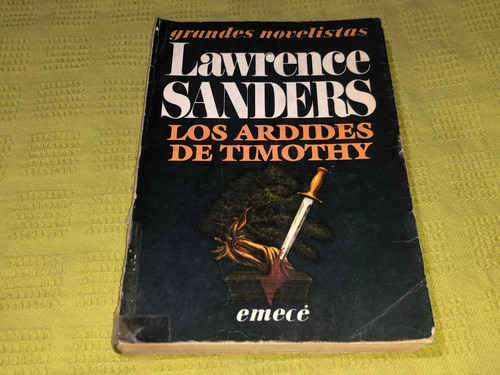 grandes novelistas
Lawrence
SANDERS
LOS ARDIDES
DE TIMOTHY
emecé